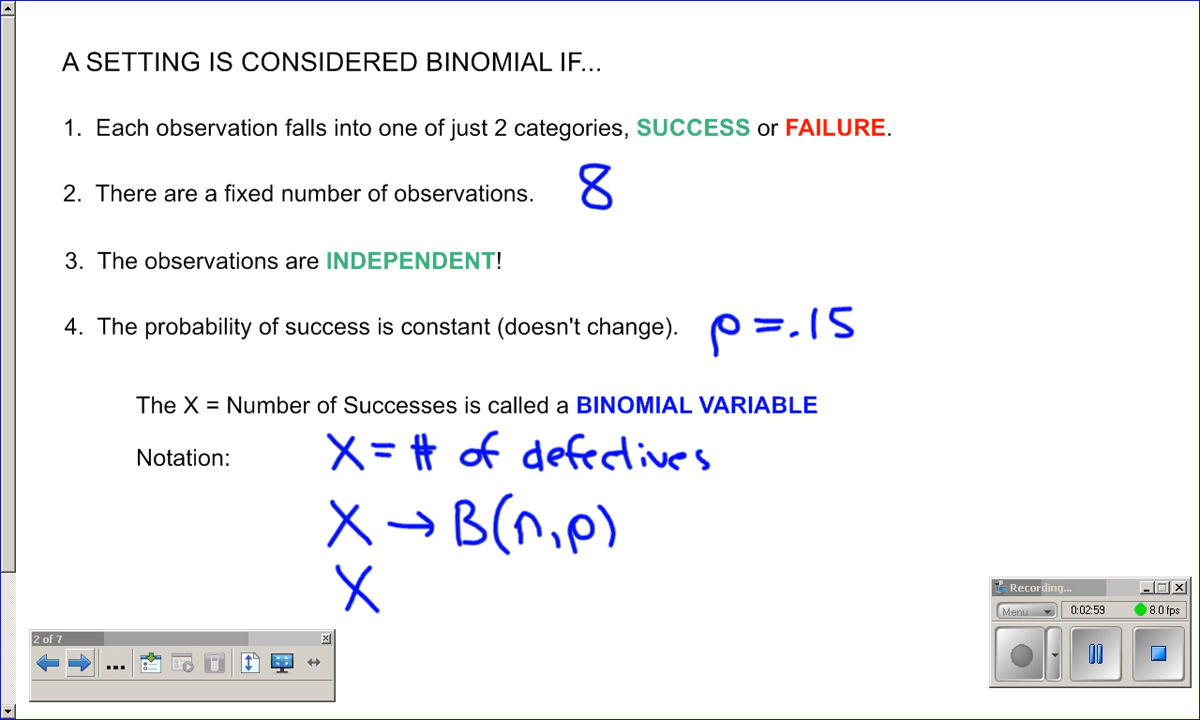 A SETTING IS CONSIDERED BINOMIAL IF...
1. Each observation falls into one of just 2 categories, SUCCESS or FAILURE.
2. There are a fixed number of observations. 8
3. The observations are INDEPENDENT!
4. The probability of success is constant (doesn't change). p = .15
The X = Number of Successes is called a BINOMIAL VARIABLE
Notation: X = # of defectives
X → B(n,p)
X
2 of 7
...
Recording...
Menu 0:02:59 8.0 fps